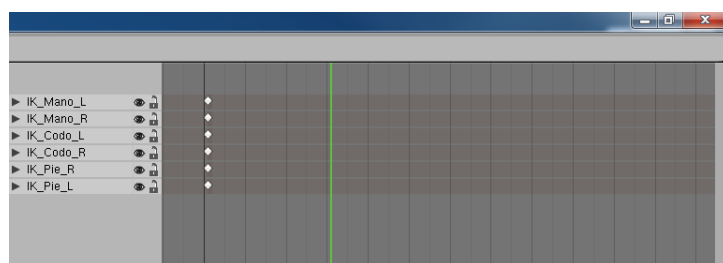 IK_Mano_L
IK_Mano_R
IK_Codo_L
IK_Codo_R
IK_Pie_R
IK_Pie_L